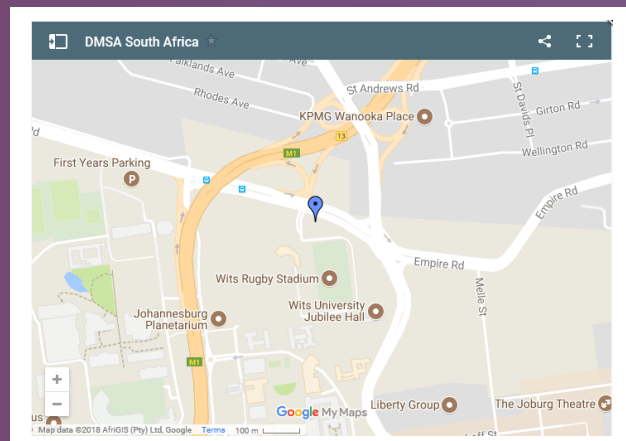 DMSA South Africa
Falklands Ave
Rhodes Ave
St Andrews Rd
St Davids Pl
Girton Rd
KPMG Wanooka Place
13
Wellington Rd
M1
First Years Parking
P
Empire Rd
Empire Rd
Wits Rugby Stadium
Melle St
Wits University
Jubilee Hall
Johannesburg
Planetarium
M1
+
−
Google My Maps
Liberty Group
The Joburg Theatre
Map data ©2018 AfriGIS (Pty) Ltd, Google Terms 100 m